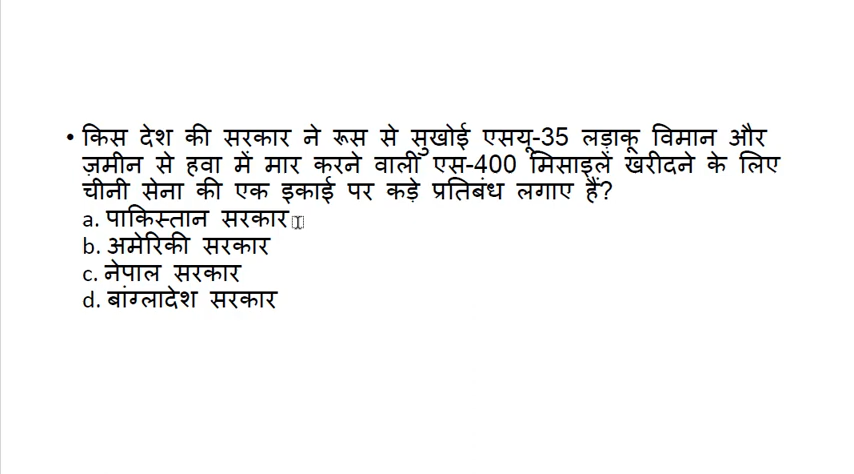 • किस देश की सरकार ने रूस से सुखोई एसयू-35 लड़ाकू विमान और
ज़मीन से हवा में मार करने वाली एस-400 मिसाइलें खरीदने के लिए
चीनी सेना की एक इकाई पर कड़े प्रतिबंध लगाए हैं?
a. पाकिस्तान सरकार
b. अमेरिकी सरकार
c. नेपाल सरकार
d. बांग्लादेश सरकार